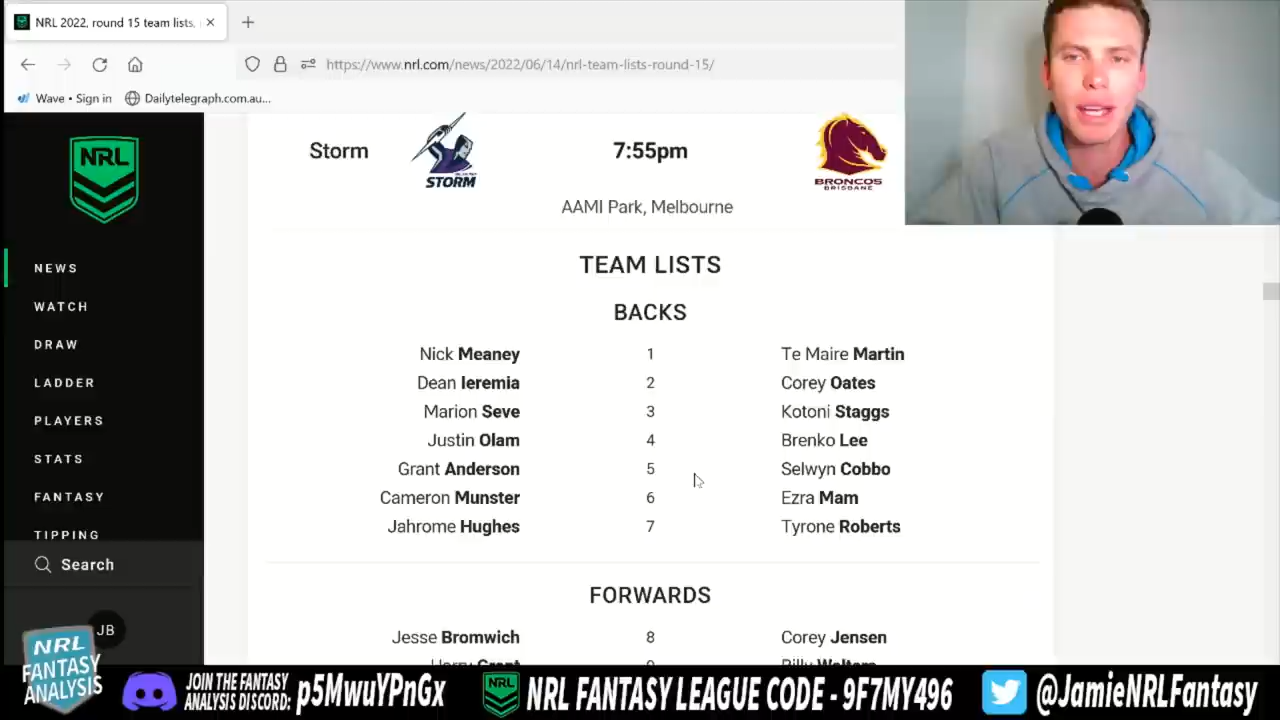 NRL 2022, round 15 team lists,
https://www.nrl.com/news/2022/06/14/nrl-team-lists-round-15/
Wave • Sign in
Dailytelegraph.com.au...
NRL
NEWS
WATCH
DRAW
LADDER
PLAYERS
STATS
FANTASY
TIPPING
Search
JB
Storm
STORM
7:55pm
BRONCOS
BRISBANE
AAMI Park, Melbourne
TEAM LISTS
BACKS
Nick Meaney 1 Te Maire Martin
Dean Ieremia 2 Corey Oates
Marion Seve 3 Kotoni Staggs
Justin Olam 4 Brenko Lee
Grant Anderson 5 Selwyn Cobbo
Cameron Munster 6 Ezra Mam
Jahrome Hughes 7 Tyrone Roberts
FORWARDS
Jesse Bromwich 8 Corey Jensen
Harry Grant 9 Billy Walters
NRL
FANTASY
ANALYSIS
JOIN THE FANTASY
ANALYSIS DISCORD:
p5MwuYPnGx
NRL
NRL FANTASY LEAGUE CODE - 9F7MY496
@JamieNRLFantasy